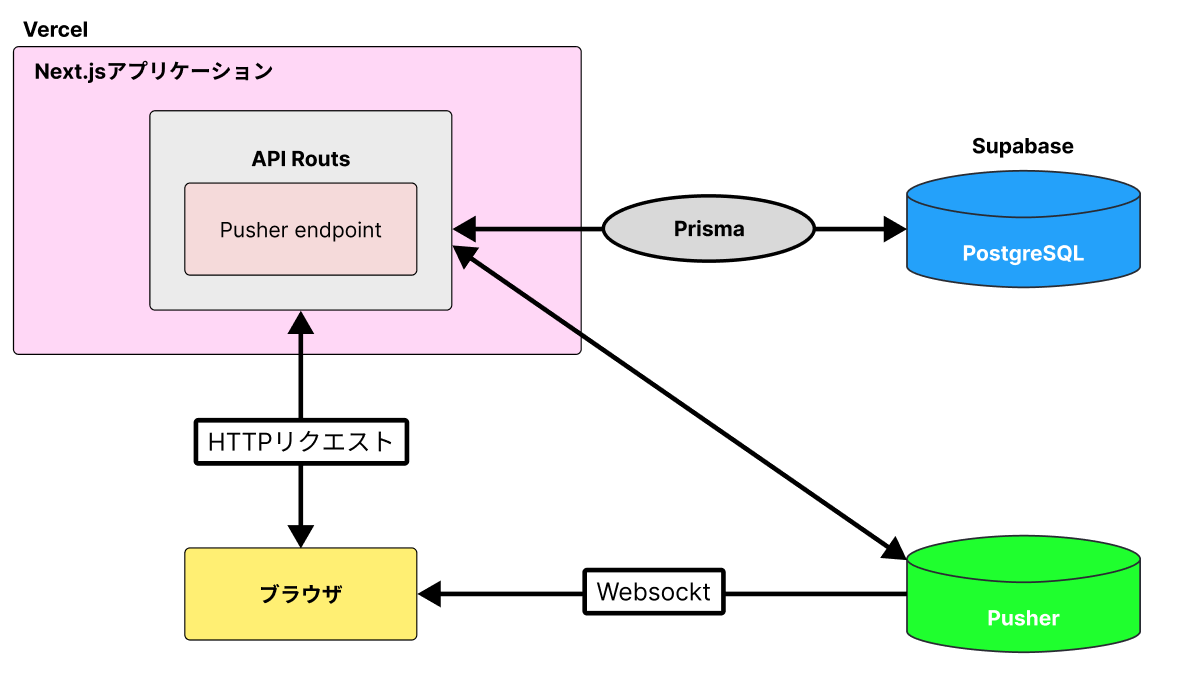 Vercel
Next.jsアプリケーション
API Routs
Pusher endpoint
Prisma
Supabase
PostgreSQL
HTTPリクエスト
ブラウザ
Websockt
Pusher